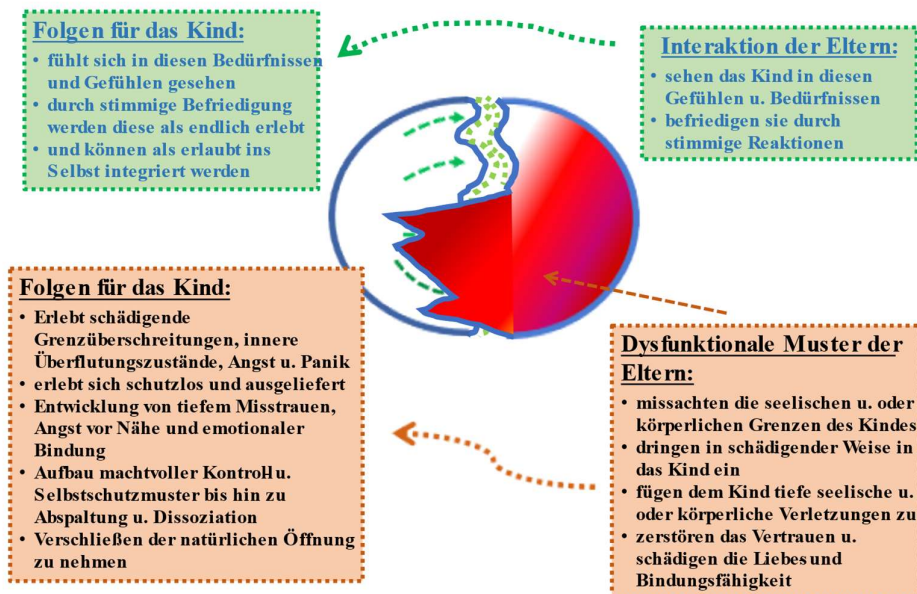 Folgen für das Kind:
• fühlt sich in diesen Bedürfnissen
und Gefühlen gesehen
• durch stimmige Befriedigung
werden diese als endlich erlebt
• und können als erlaubt ins
Selbst integriert werden
Interaktion der Eltern:
• sehen das Kind in diesen
Gefühlen u. Bedürfnissen
• befriedigen sie durch
stimmige Reaktionen
Folgen für das Kind:
• Erlebt schädigende
Grenzüberschreitungen, innere
Überflutungszustände, Angst u. Panik
• erlebt sich schutzlos und ausgeliefert
• Entwicklung von tiefem Misstrauen,
Angst vor Nähe und emotionaler
Bindung
• Aufbau machtvoller Kontroll- u.
Selbstschutzmuster bis hin zu
Abspaltung u. Dissoziation
• Verschließen der natürlichen Öffnung
zu nehmen
Dysfunktionale Muster der
Eltern:
• missachten die seelischen u. oder
körperlichen Grenzen des Kindes
• dringen in schädigender Weise in
das Kind ein
• fügen dem Kind tiefe seelische u.
oder körperliche Verletzungen zu
• zerstören das Vertrauen u.
schädigen die Liebes und
Bindungsfähigkeit